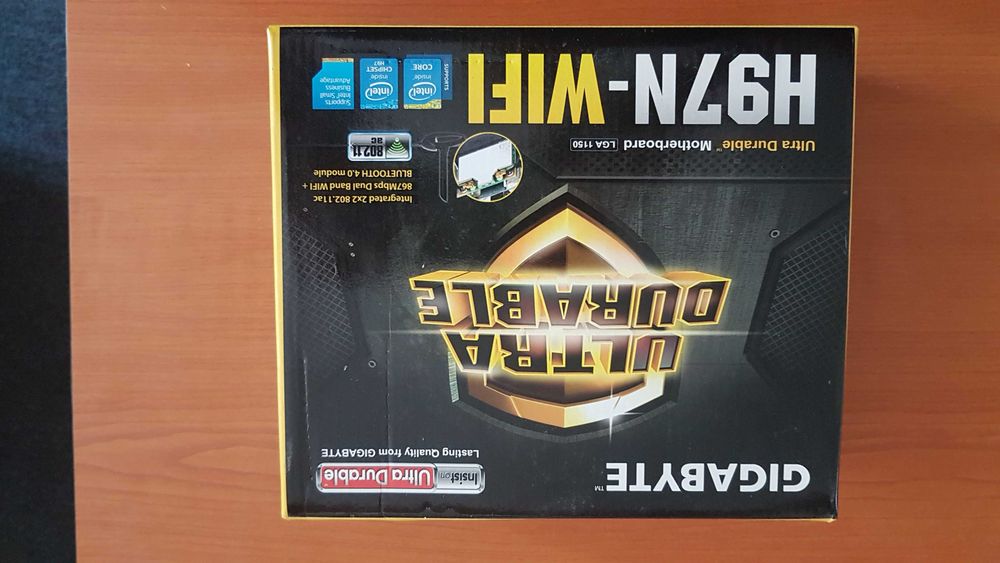 GIGABYTE™
Insist on Ultra Durable™
Lasting Quality from GIGABYTE
ULTRA
DURABLE
Integrated 2x2 802.11ac
867Mbps Dual Band WIFI +
BLUETOOTH 4.0 module
802.11
ac
Ultra Durable™ Motherboard LGA 1150
H97N-WIFI
SUPPORTS
intel
inside
CORE
intel
inside
CHIPSET
H97
Supports
Intel Small
Business
Advantage